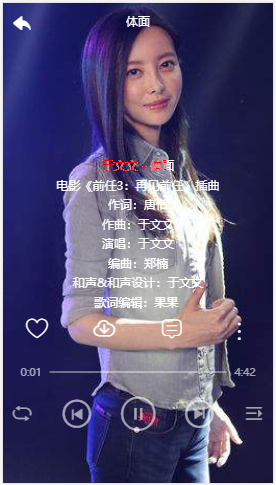 体面
于文文 - 体面
电影《前任3：再见前任》插曲
作词：唐恬
作曲：于文文
演唱：于文文
编曲：郑楠
和声&和声设计：于文文
歌词编辑：果果
0:01
4:42